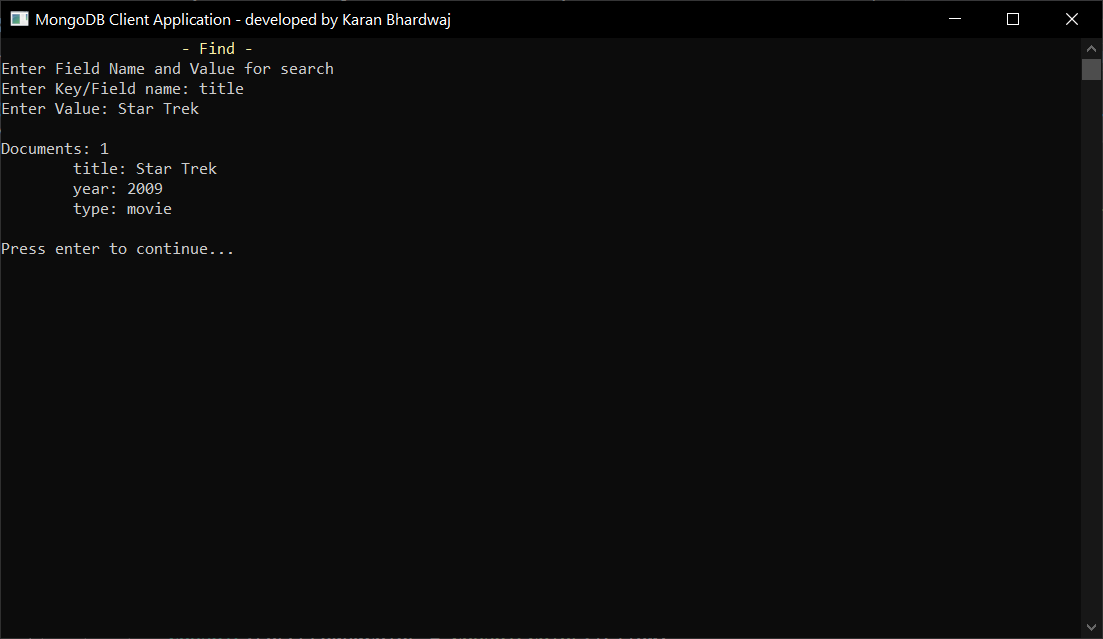 MongoDB Client Application - developed by Karan Bhardwaj
- Find -
Enter Field Name and Value for search
Enter Key/Field name: title
Enter Value: Star Trek
Documents: 1
title: Star Trek
year: 2009
type: movie
Press enter to continue...